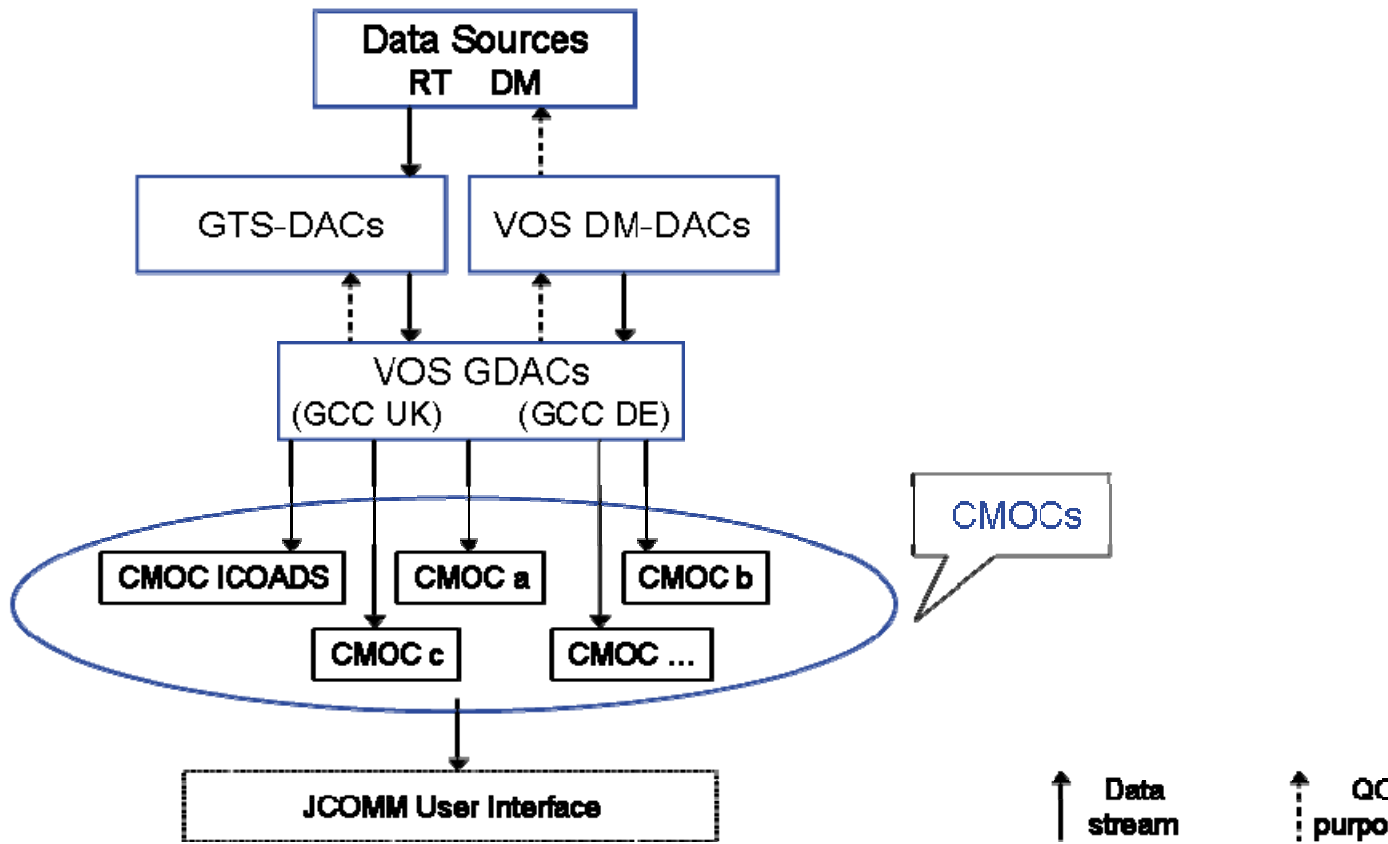 Data Sources
RT DM
GTS-DACs
VOS DM-DACs
VOS GDACs
(GCC UK) (GCC DE)
CMOCs
CMOC ICOADS
CMOC a
CMOC b
CMOC c
CMOC ...
JCOMM User Interface
Data
stream